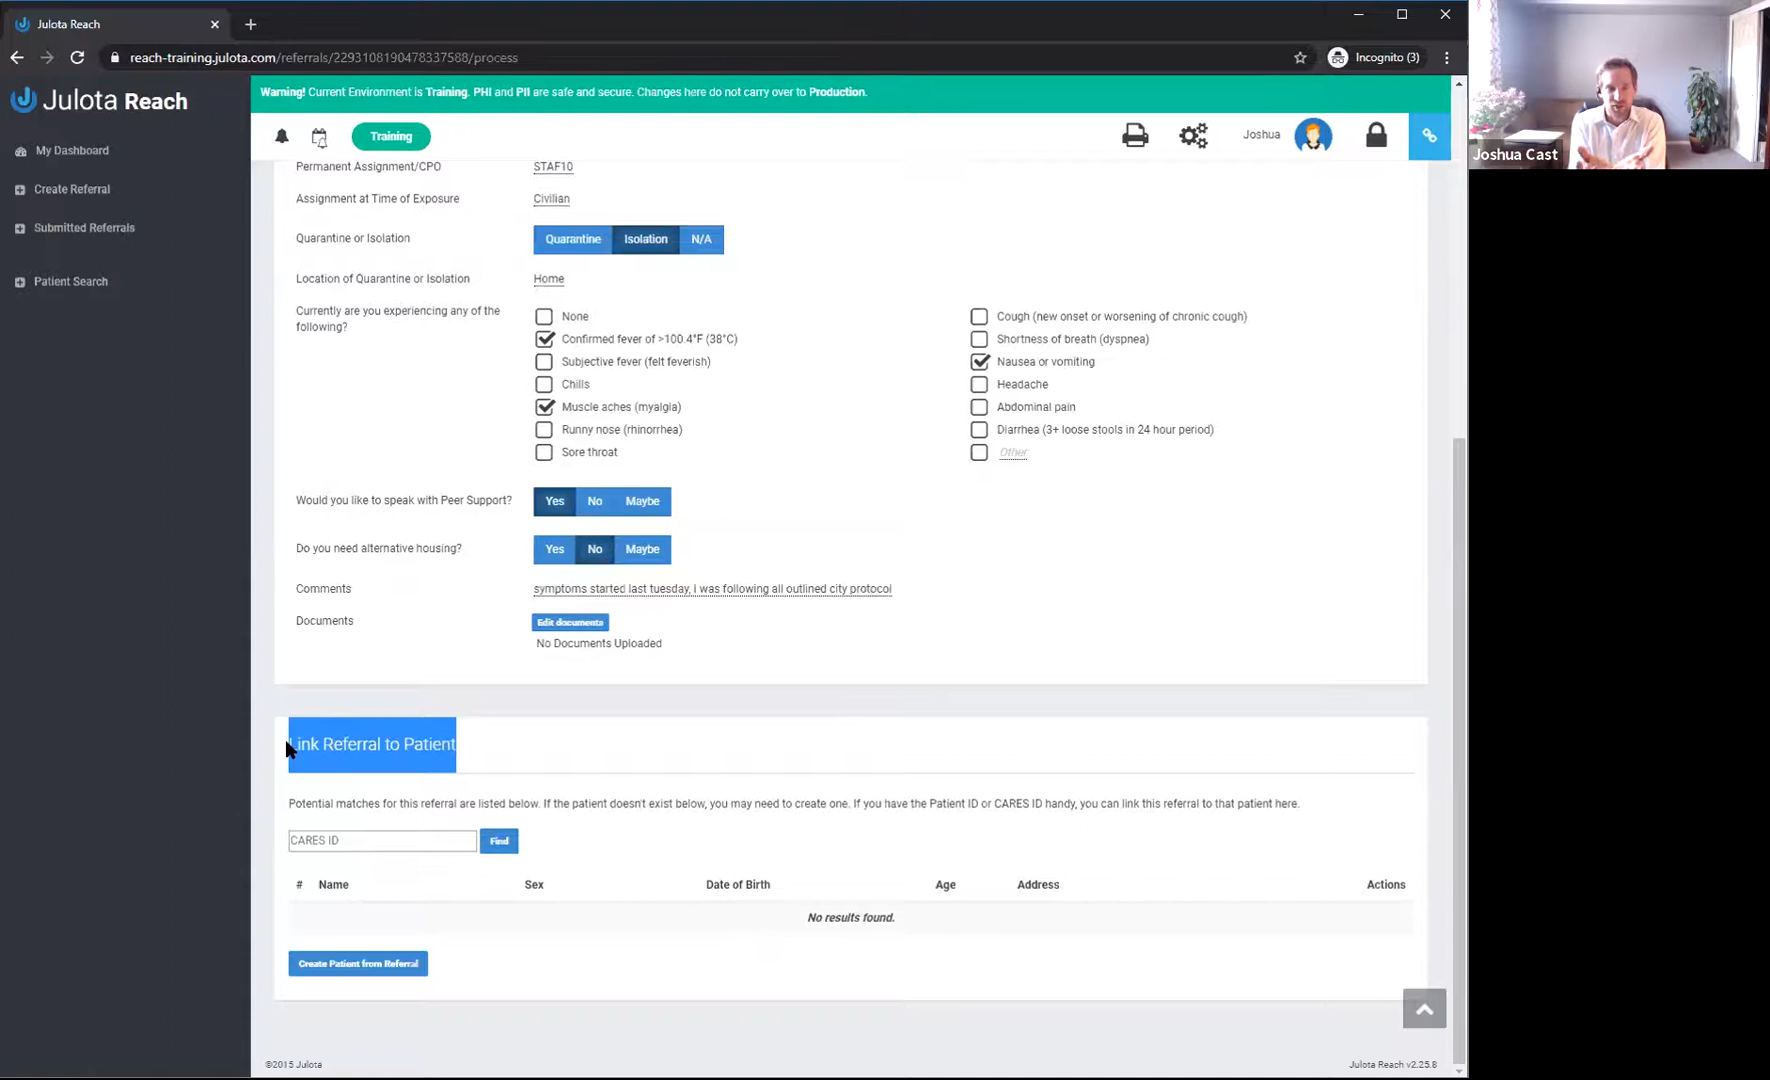 Julota Reach
reach-training.julota.com/referrals/2293108190478337588/process
Incognito (3)
Julota Reach
Warning! Current Environment is Training. PHI and PII are safe and secure. Changes here do not carry over to Production.
Training
Joshua
Joshua Cast
My Dashboard
Create Referral
Submitted Referrals
Patient Search
Permanent Assignment/CPO STAF10
Assignment at Time of Exposure Civilian
Quarantine or Isolation Quarantine Isolation N/A
Location of Quarantine or Isolation Home
Currently are you experiencing any of the
following?
None
Confirmed fever of >100.4°F (38°C)
Subjective fever (felt feverish)
Chills
Muscle aches (myalgia)
Runny nose (rhinorrhea)
Sore throat
Cough (new onset or worsening of chronic cough)
Shortness of breath (dyspnea)
Nausea or vomiting
Headache
Abdominal pain
Diarrhea (3+ loose stools in 24 hour period)
Other
Would you like to speak with Peer Support? Yes No Maybe
Do you need alternative housing? Yes No Maybe
Comments symptoms started last tuesday, i was following all outlined city protocol
Documents Edit documents
No Documents Uploaded
Link Referral to Patient
Potential matches for this referral are listed below. If the patient doesn't exist below, you may need to create one. If you have the Patient ID or CARES ID handy, you can link this referral to that patient here.
CARES ID Find
# Name Sex Date of Birth Age Address Actions
No results found.
Create Patient from Referral
©2015 Julota Julota Reach v2.25.8